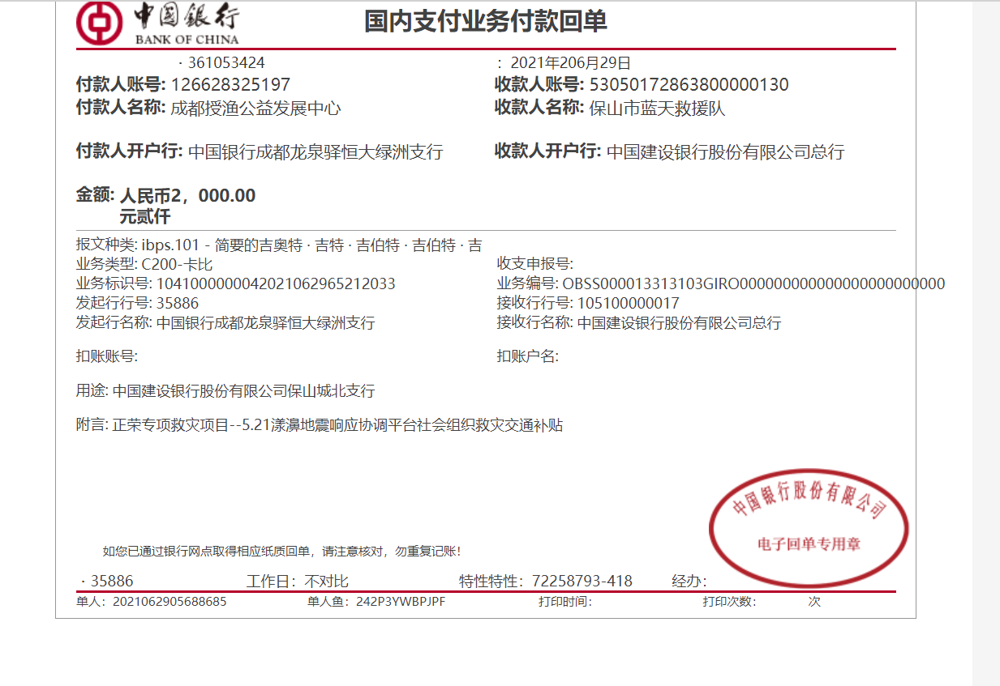 中国银行
BANK OF CHINA
国内支付业务付款回单
· 361053424
: 2021年206月29日
付款人账号: 126628325197
收款人账号: 53050172863800000130
付款人名称: 成都授渔公益发展中心
收款人名称: 保山市蓝天救援队
付款人开户行: 中国银行成都龙泉驿恒大绿洲支行
收款人开户行: 中国建设银行股份有限公司总行
金额: 人民币2，000.00
元贰仟
报文种类: ibps.101 - 简要的吉奥特 · 吉特 · 吉伯特 · 吉伯特 · 吉
业务类型: C200-卡比
收支申报号:
业务标识号: 1041000000042021062965212033
业务编号: OBSS000013313103GIRO0000000000000000000000000
发起行行号: 35886
接收行行号: 105100000017
发起行名称: 中国银行成都龙泉驿恒大绿洲支行
接收行名称: 中国建设银行股份有限公司总行
扣账账号:
扣账户名:
用途: 中国建设银行股份有限公司保山城北支行
附言: 正荣专项救灾项目--5.21漾濞地震响应协调平台社会组织救灾交通补贴
中国银行股份有限公司
电子回单专用章
如您已通过银行网点取得相应纸质回单，请注意核对，勿重复记账！
· 35886
工作日：不对比
特性特性：72258793-418
经办：
单人：2021062905688685
单人鱼：242P3YWBPJPF
打印时间：
打印次数：
次